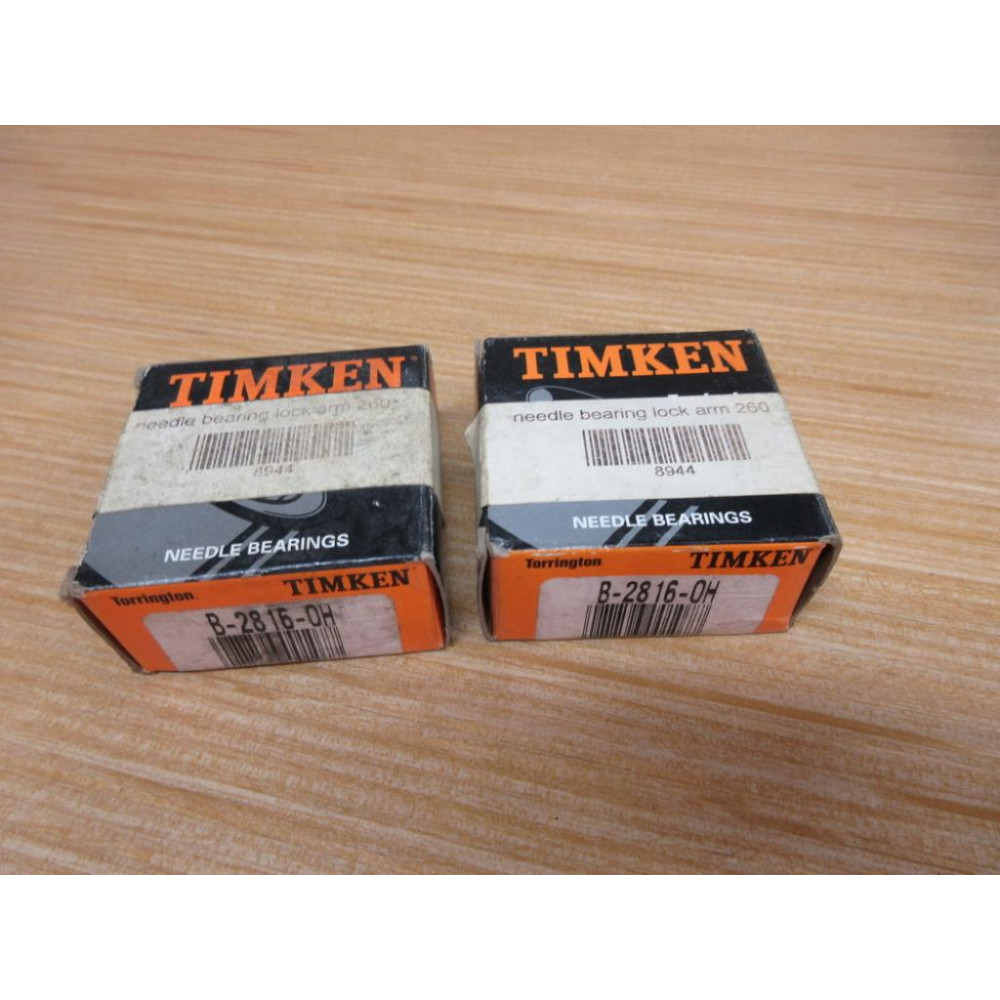 TIMKEN
needle bearing lock arm 260
8944
NEEDLE BEARINGS
Torrington TIMKEN
B-2816-OH
TIMKEN
needle bearing lock arm 260
8944
NEEDLE BEARINGS
Torrington TIMKEN
B-2816-OH